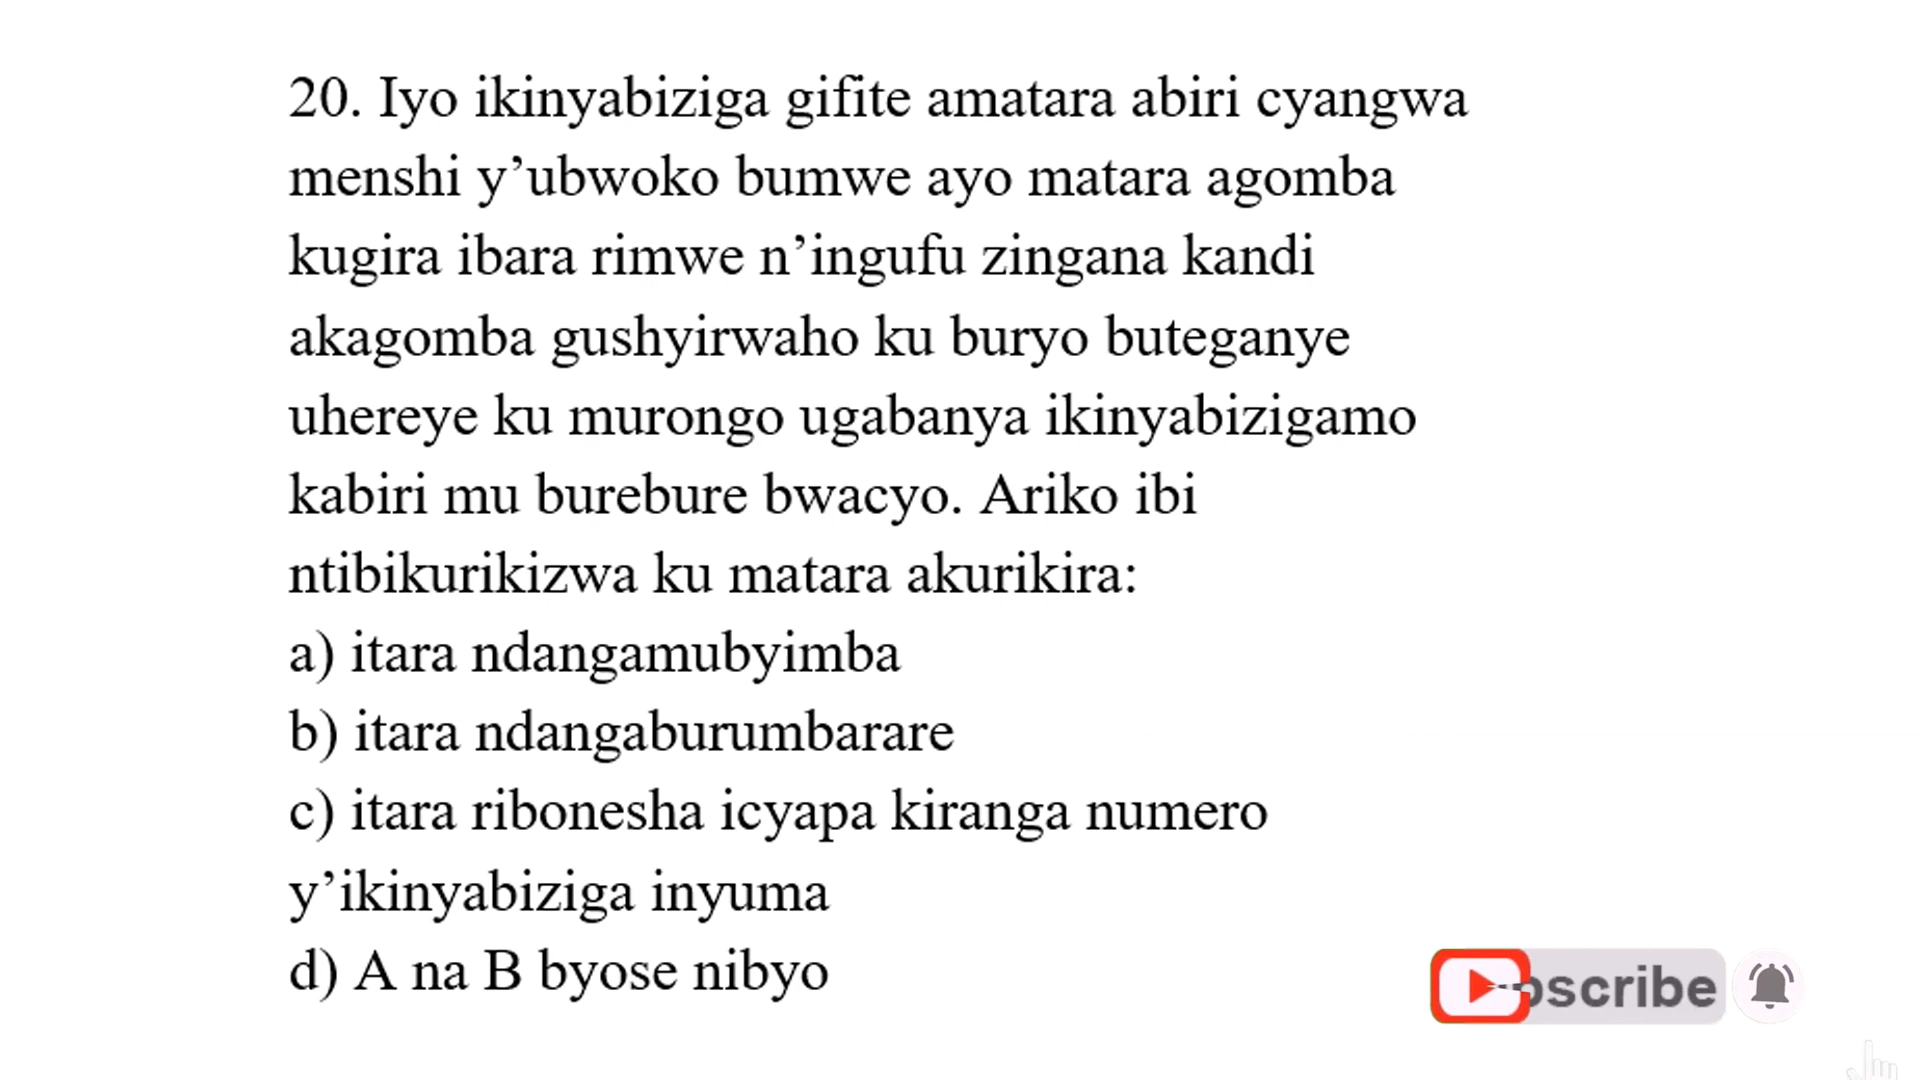 20. Iyo ikinyabiziga gifite amatara abiri cyangwa
menshi y’ubwoko bumwe ayo matara agomba
kugira ibara rimwe n’ingufu zingana kandi
akagomba gushyirwaho ku buryo buteganye
uhereye ku murongo ugabanya ikinyabizigamo
kabiri mu burebure bwacyo. Ariko ibi
ntibikurikizwa ku matara akurikira:
a) itara ndangamubyimba
b) itara ndangaburumbarare
c) itara ribonesha icyapa kiranga numero
y’ikinyabiziga inyuma
d) A na B byose nibyo